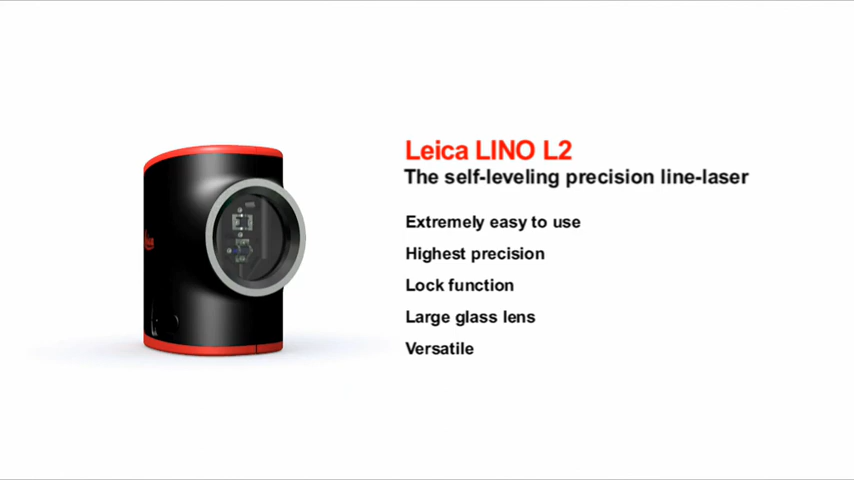 Leica LINO L2
The self-leveling precision line-laser
Extremely easy to use
Highest precision
Lock function
Large glass lens
Versatile